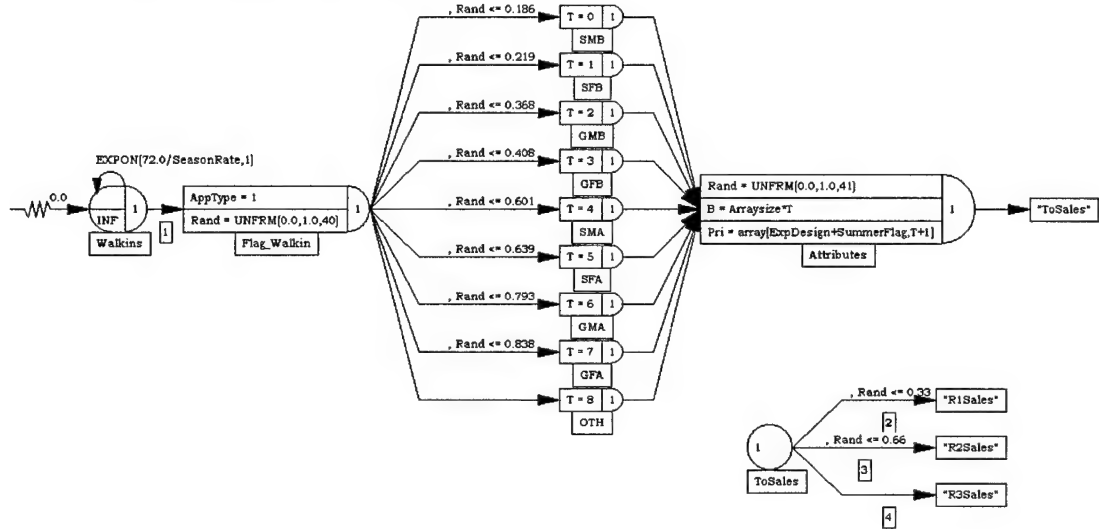 , Rand <= 0.186
T = 0 1
SMB
, Rand <= 0.219
T = 1 1
SFB
, Rand <= 0.368
T = 2 1
GMB
, Rand <= 0.408
T = 3 1
GFB
, Rand <= 0.601
T = 4 1
SMA
, Rand <= 0.639
T = 5 1
SFA
, Rand <= 0.793
T = 6 1
GMA
, Rand <= 0.838
T = 7 1
GFA
T = 8 1
OTH
EXPON[72.0/SeasonRate,1]
0.0
INF 1
Walkins
1
AppType = 1
Rand = UNFRM[0.0,1.0,40]
1
Flag_Walkin
Rand = UNFRM[0.0,1.0,41]
B = Arraysize*T
Pri = array[ExpDesign+SummerFlag,T+1]
1
Attributes
"ToSales"
1
ToSales
, Rand <= 0.33
"R1Sales"
2
, Rand <= 0.66
"R2Sales"
3
"R3Sales"
4